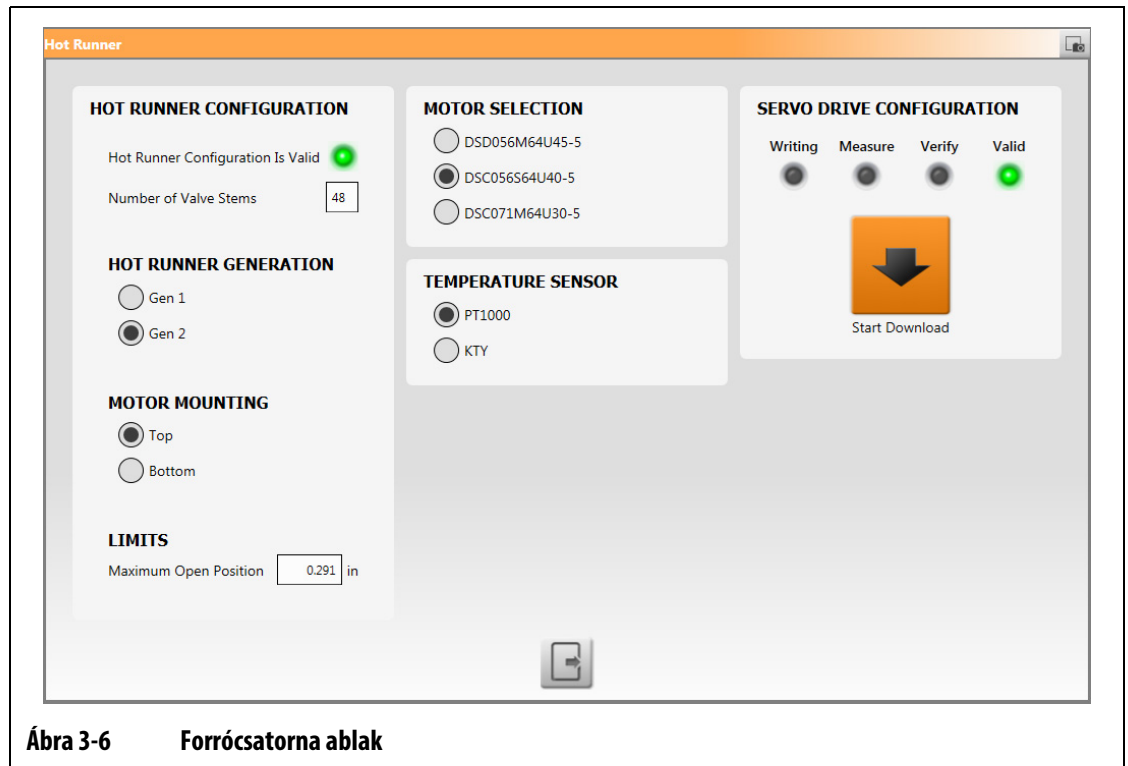 Hot Runner
HOT RUNNER CONFIGURATION
Hot Runner Configuration Is Valid
Number of Valve Stems 48
HOT RUNNER GENERATION
Gen 1
Gen 2
MOTOR MOUNTING
Top
Bottom
LIMITS
Maximum Open Position 0.291 in
MOTOR SELECTION
DSD056M64U45-5
DSC056S64U40-5
DSC071M64U30-5
TEMPERATURE SENSOR
PT1000
KTY
SERVO DRIVE CONFIGURATION
Writing Measure Verify Valid
Start Download
Ábra 3-6 Forrócsatorna ablak